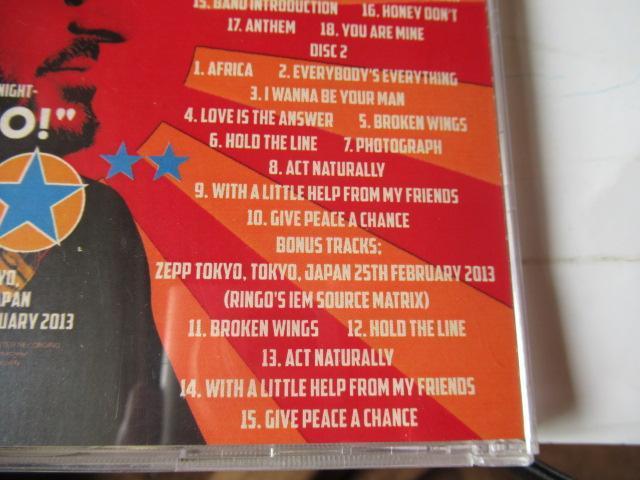 15. BAND INTRODUCTION 16. HONEY DON'T
17. ANTHEM 18. YOU ARE MINE
DISC 2
1. AFRICA 2. EVERYBODY'S EVERYTHING
3. I WANNA BE YOUR MAN
4. LOVE IS THE ANSWER 5. BROKEN WINGS
6. HOLD THE LINE 7. PHOTOGRAPH
8. ACT NATURALLY
9. WITH A LITTLE HELP FROM MY FRIENDS
10. GIVE PEACE A CHANCE
BONUS TRACKS:
ZEPP TOKYO, TOKYO, JAPAN 25TH FEBRUARY 2013
(RINGO'S IEM SOURCE MATRIX)
11. BROKEN WINGS 12. HOLD THE LINE
13. ACT NATURALLY
14. WITH A LITTLE HELP FROM MY FRIENDS
15. GIVE PEACE A CHANCE
NIGHT-
O!"
YO,
APAN
UARY 2013